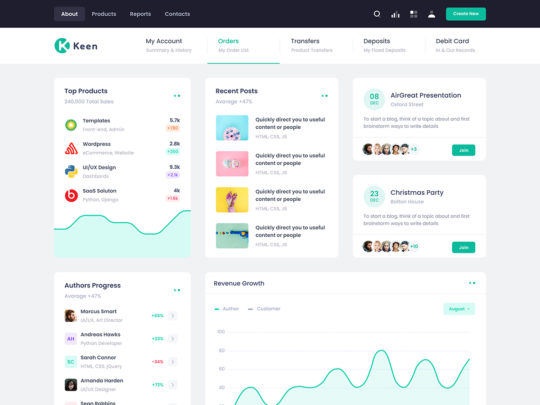 About
Products
Reports
Contacts
Create New
Keen
My Account
Summary & History
Orders
My Order List
Transfers
Product Transfers
Deposits
My Fixed Deposits
Debit Card
In & Our Records
Top Products
240,000 Total Sales
Templates
Front-end, Admin
5.7k
+780
Wordpress
eCommerce, Website
2.8k
+350
UI/UX Design
Dashboards
9.3k
+2.1k
SaaS Soluton
Python, Django
4k
+1.6k
Recent Posts
Avarage +47%
Quickly direct you to useful
content or people
HTML, CSS, JS
Quickly direct you to useful
content or people
HTML, CSS, JS
Quickly direct you to useful
content or people
HTML, CSS, JS
Quickly direct you to useful
content or people
HTML, CSS, JS
08
DEC
AirGreat Presentation
Oxford Street
To start a blog, think of a topic about and first
brainstorm ways to write details
+3
Join
23
DEC
Christmas Party
Bolton House
To start a blog, think of a topic about and first
brainstorm ways to write details
+10
Join
Authors Progress
Avarage +47%
Marcus Smart
UI/UX, Art Director
+65%
AH
Andreas Hawks
Python Developer
+23%
SC
Sarah Connor
HTML, CSS, jQuery
-34%
Amanda Harden
UI/UX, Art Director
+72%
Sean Robbins
Revenue Growth
Author
Customer
August
100
80
60
40
20